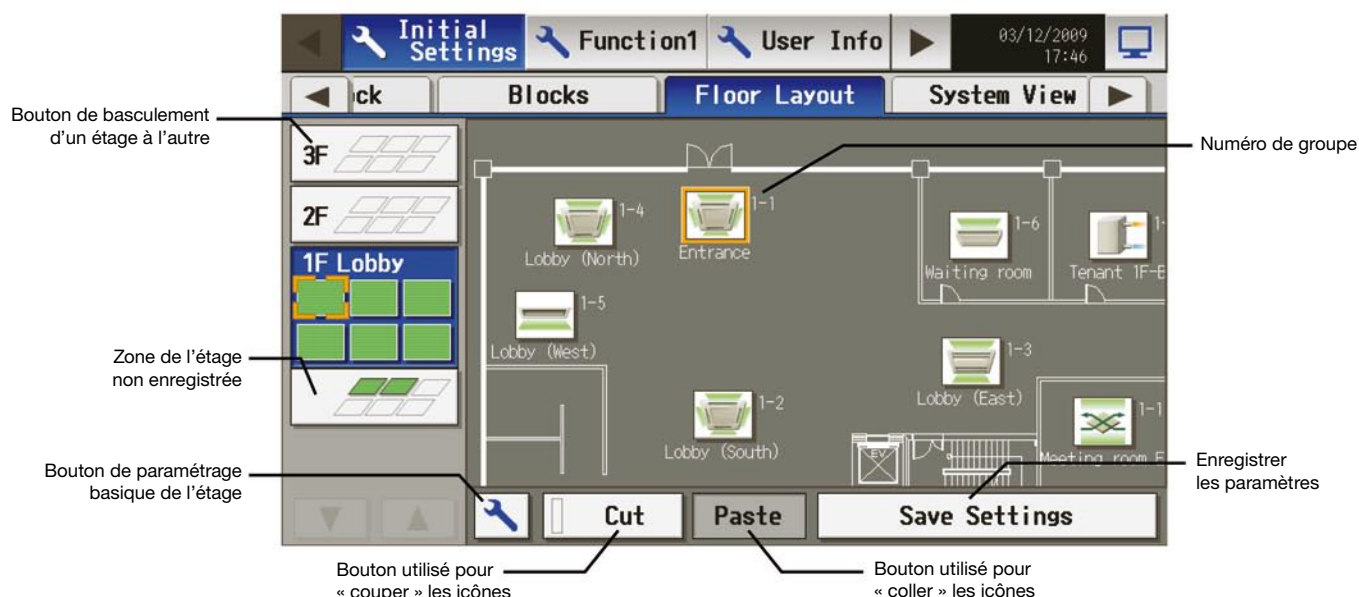 Initial
Settings
Function1
User Info
03/12/2009
17:46
ck
Blocks
Floor Layout
System View
Bouton de basculement
d'un étage à l'autre
Numéro de groupe
3F
2F
1F Lobby
1-4
Lobby (North)
1-1
Entrance
1-6
Waiting room
1-
Tenant 1F-E
1-5
Lobby (West)
1-3
Lobby (East)
1-2
Lobby (South)
EV
1-1
Meeting room E
Zone de l'étage
non enregistrée
Bouton de paramétrage
basique de l'étage
Enregistrer
les paramètres
Cut
Paste
Save Settings
Bouton utilisé pour
« couper » les icônes
Bouton utilisé pour
« coller » les icônes